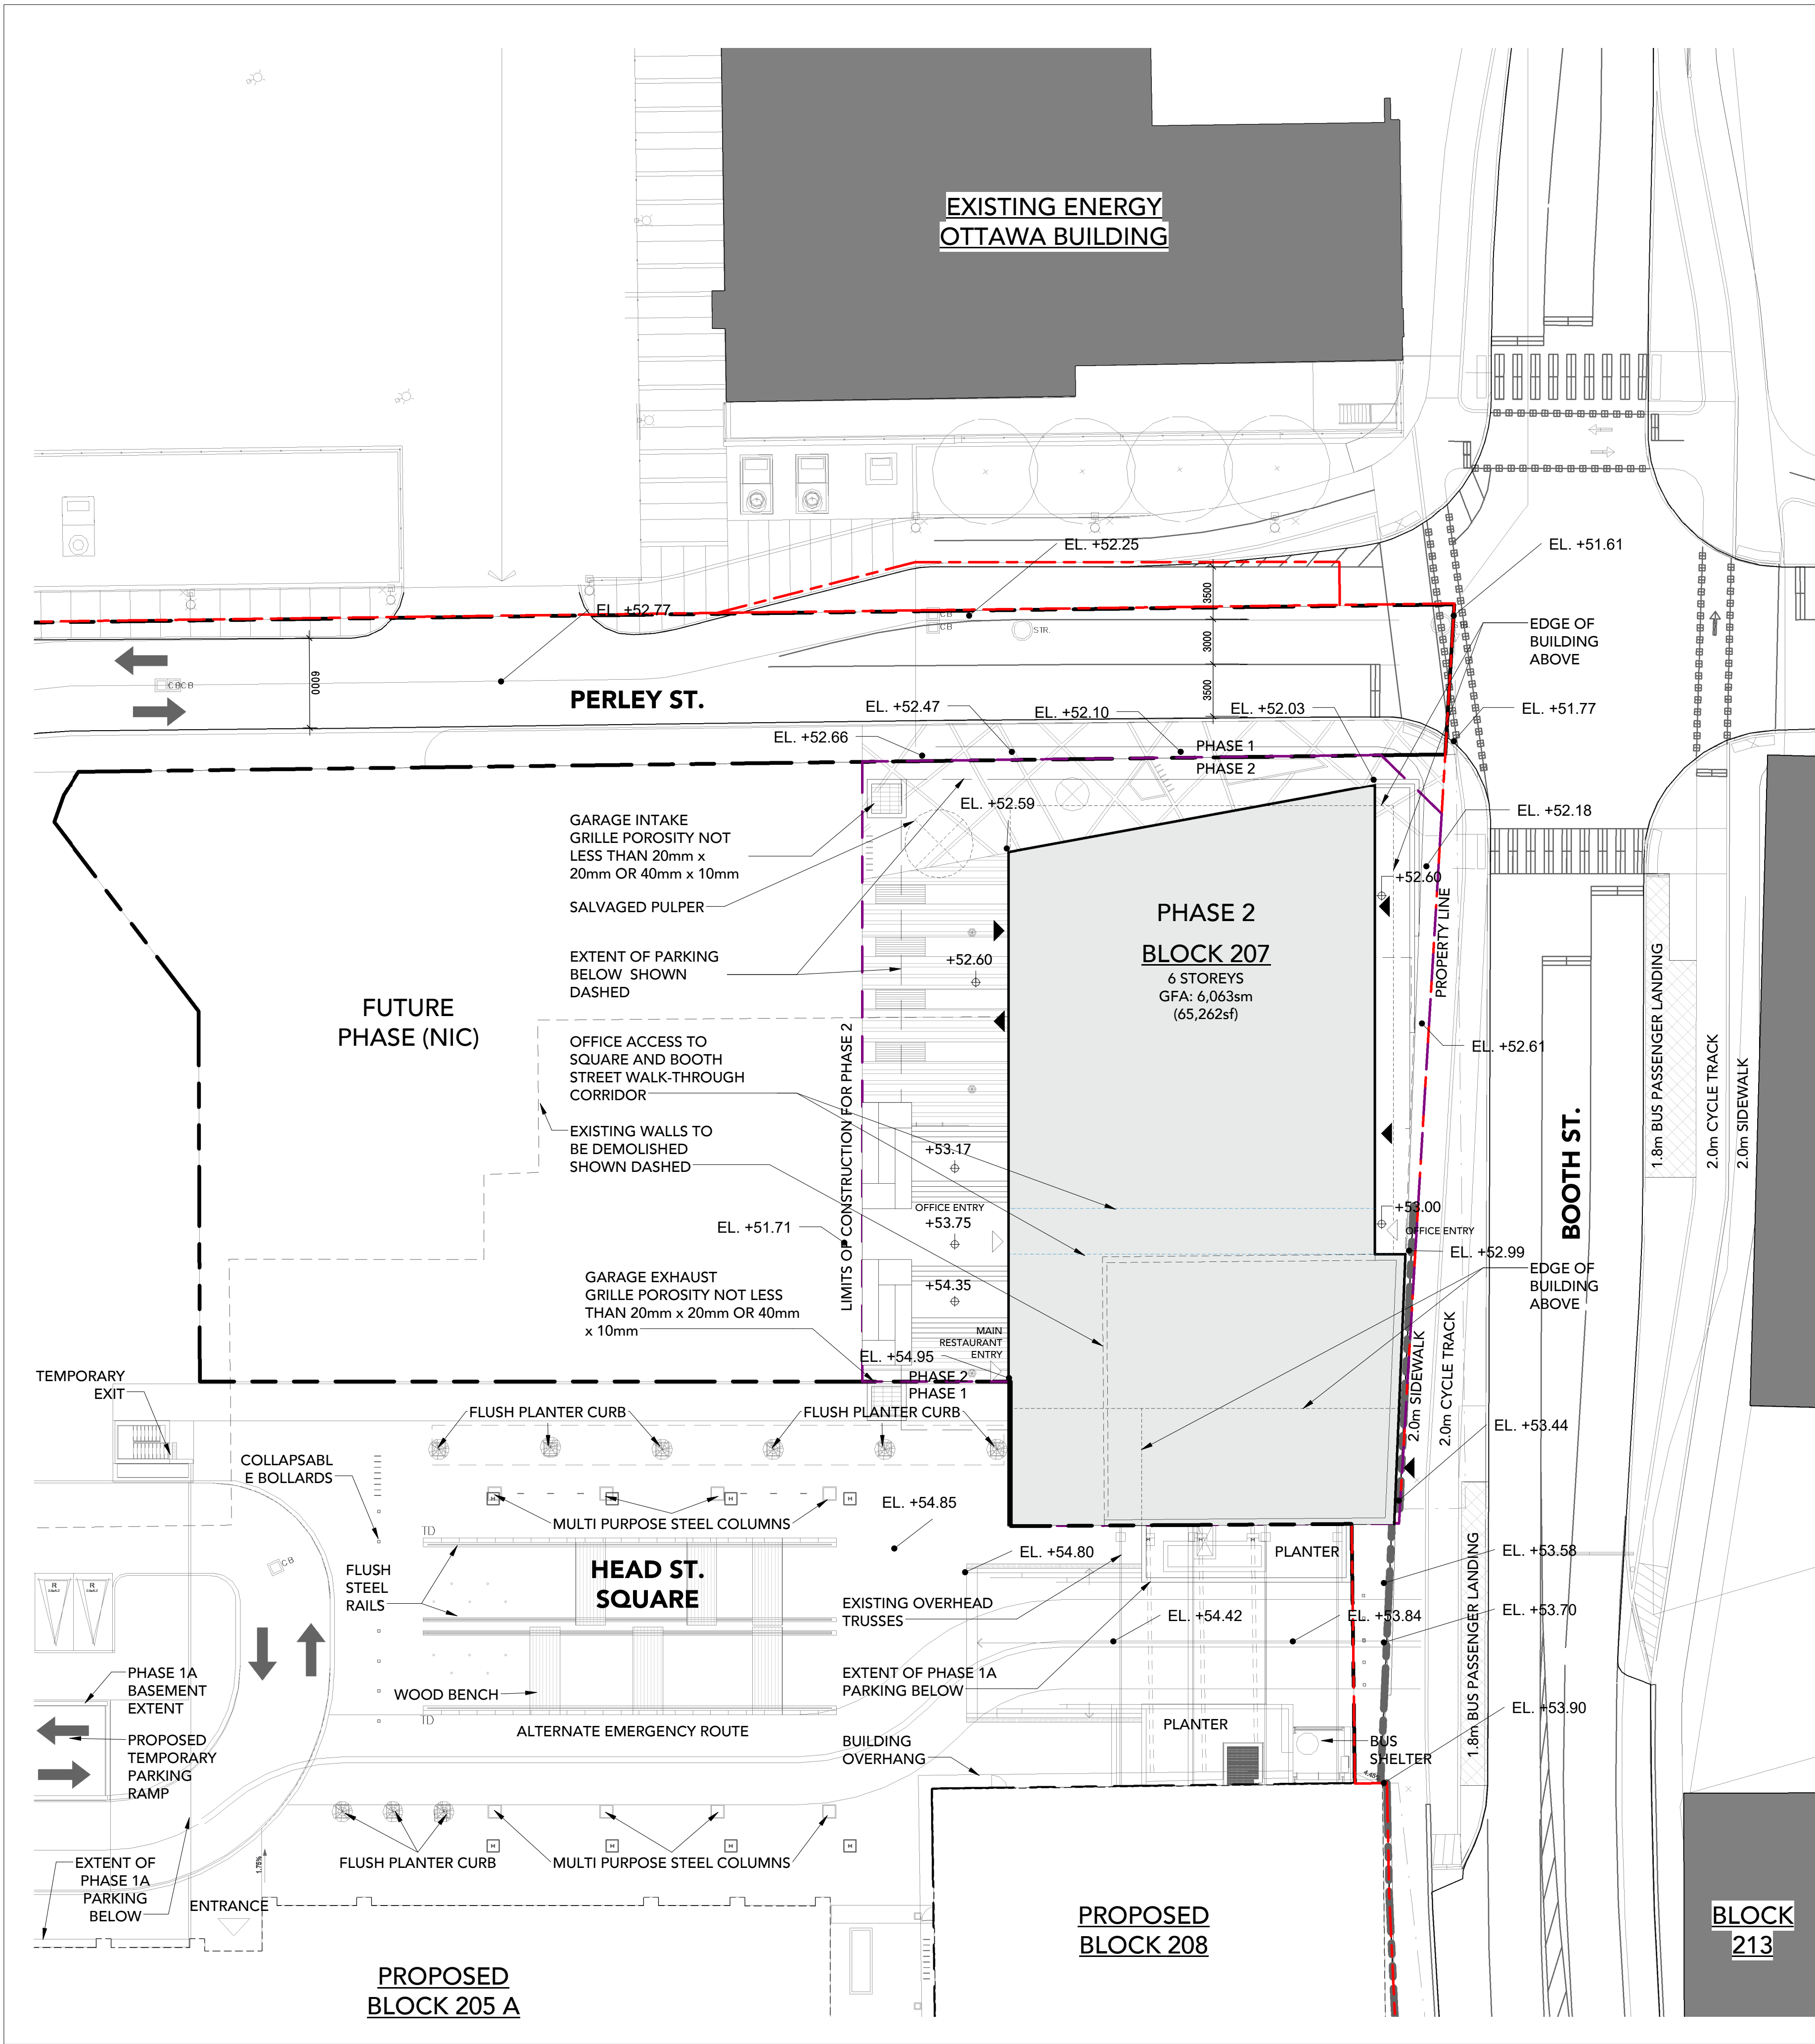 EXISTING ENERGY
OTTAWA BUILDING
EL. +52.25
EL. +51.61
EL. +52.77
3500
CB
CB
STR.
EDGE OF
BUILDING
ABOVE
3000
6000
CBCB
PERLEY ST.
3500
EL. +52.47
EL. +52.10
EL. +52.03
EL. +51.77
EL. +52.66
PHASE 1
PHASE 2
EL. +52.59
EL. +52.18
GARAGE INTAKE
GRILLE POROSITY NOT
LESS THAN 20mm x
20mm OR 40mm x 10mm
+52.60
SALVAGED PULPER
PHASE 2
BLOCK 207
6 STOREYS
GFA: 6,063sm
(65,262sf)
PROPERTY LINE
EXTENT OF PARKING
BELOW SHOWN
DASHED
+52.60
FUTURE
PHASE (NIC)
OFFICE ACCESS TO
SQUARE AND BOOTH
STREET WALK-THROUGH
CORRIDOR
EL. +52.61
1.8m BUS PASSENGER LANDING
2.0m CYCLE TRACK
2.0m SIDEWALK
LIMITS OF CONSTRUCTION FOR PHASE 2
EXISTING WALLS TO
BE DEMOLISHED
SHOWN DASHED
+53.17
BOOTH ST.
OFFICE ENTRY
+53.75
+53.00
OFFICE ENTRY
EL. +51.71
EL. +52.99
GARAGE EXHAUST
GRILLE POROSITY NOT LESS
THAN 20mm x 20mm OR 40mm
x 10mm
+54.35
EDGE OF
BUILDING
ABOVE
MAIN
RESTAURANT
ENTRY
EL. +54.95
2.0m SIDEWALK
2.0m CYCLE TRACK
PHASE 2
PHASE 1
TEMPORARY
EXIT
FLUSH PLANTER CURB
FLUSH PLANTER CURB
EL. +53.44
COLLAPSABL
E BOLLARDS
H
H
H
H
EL. +54.85
MULTI PURPOSE STEEL COLUMNS
TD
H
H
H
EL. +54.80
PLANTER
EL. +53.58
CB
FLUSH
STEEL
RAILS
HEAD ST.
SQUARE
R
R
EXISTING OVERHEAD
TRUSSES
EL. +54.42
EL. +53.84
EL. +53.70
1.8m BUS PASSENGER LANDING
PHASE 1A
BASEMENT
EXTENT
EXTENT OF PHASE 1A
PARKING BELOW
WOOD BENCH
TD
ALTERNATE EMERGENCY ROUTE
PLANTER
EL. +53.90
PROPOSED
TEMPORARY
PARKING
RAMP
BUILDING
OVERHANG
BUS
SHELTER
H
H
H
H
FLUSH PLANTER CURB
MULTI PURPOSE STEEL COLUMNS
EXTENT OF
PHASE 1A
PARKING
BELOW
1.75%
ENTRANCE
PROPOSED
BLOCK 208
BLOCK
213
PROPOSED
BLOCK 205 A